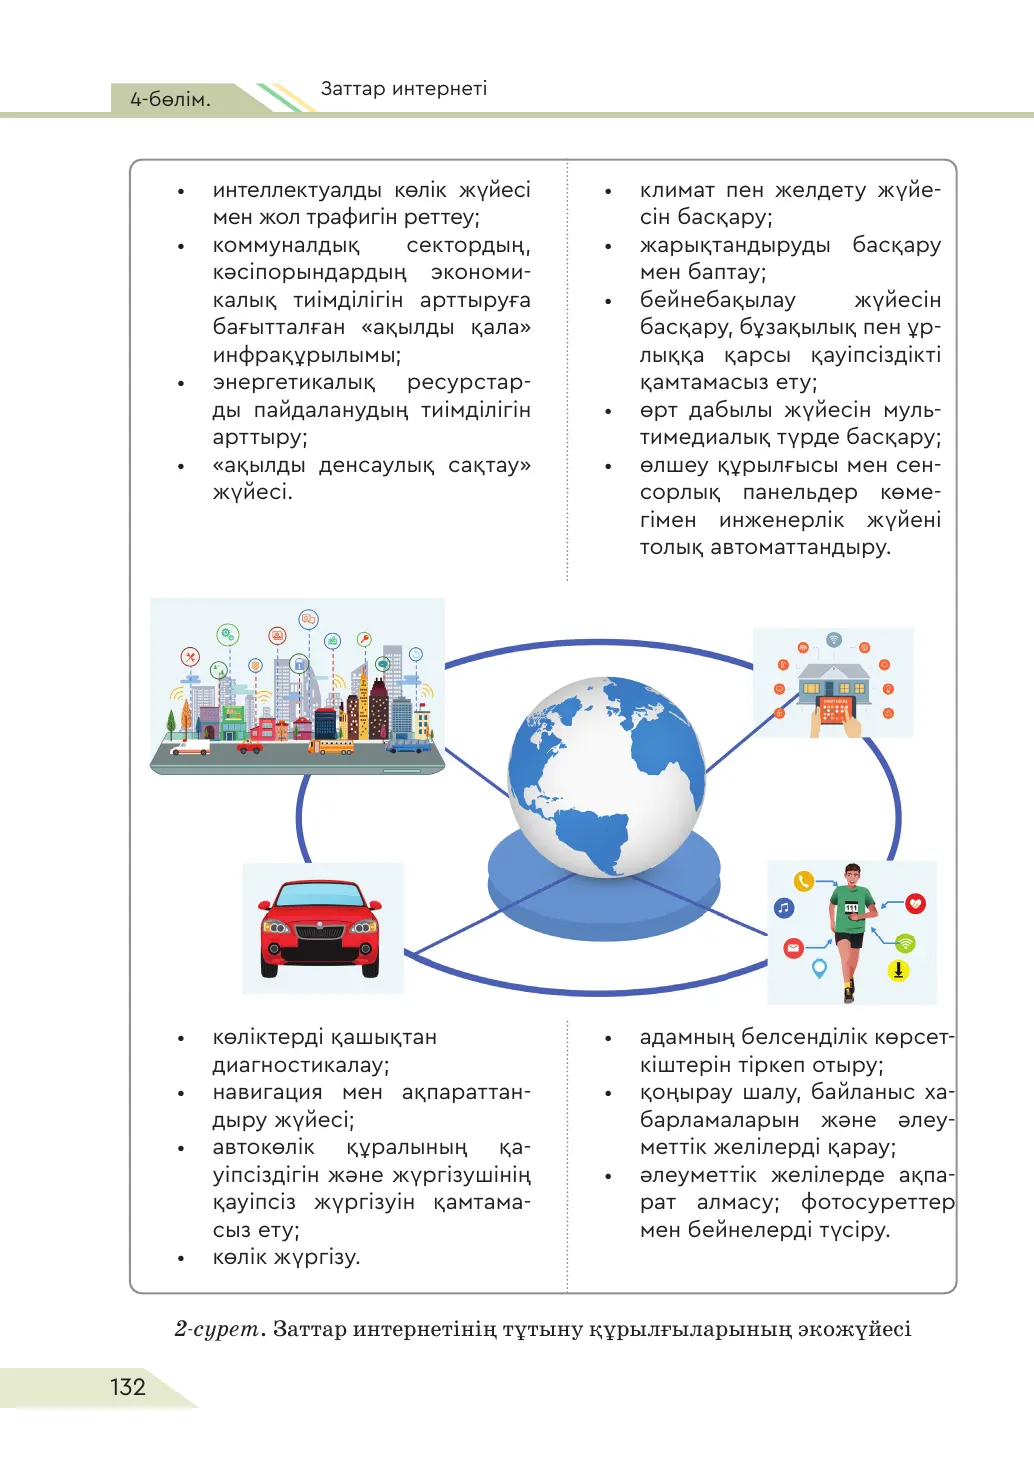 4-бөлім.
Заттар интернеті
• интеллектуалды көлік жүйесі
мен жол трафигін реттеу;
• коммуналдық сектордың,
кәсіпорындардың экономи-
калық тиімділігін арттыруға
бағытталған «ақылды қала»
инфрақұрылымы;
• энергетикалық ресурстар-
ды пайдаланудың тиімділігін
арттыру;
• «ақылды денсаулық сақтау»
жүйесі.
• климат пен желдету жүйе-
сін басқару;
• жарықтандыруды басқару
мен баптау;
• бейнебақылау жүйесін
басқару, бұзақылық пен ұр-
лыққа қарсы қауіпсіздікті
қамтамасыз ету;
• өрт дабылы жүйесін муль-
тимедиалық түрде басқару;
• өлшеу құрылғысы мен сен-
сорлық панельдер көме-
гімен инженерлік жүйені
толық автоматтандыру.
111
• көліктерді қашықтан
диагностикалау;
• навигация мен ақпараттан-
дыру жүйесі;
• автокөлік құралының қа-
уіпсіздігін және жүргізушінің
қауіпсіз жүргізуін қамтама-
сыз ету;
• көлік жүргізу.
• адамның белсенділік көрсет-
кіштерін тіркеп отыру;
• қоңырау шалу, байланыс ха-
барламаларын және әлеу-
меттік желілерді қарау;
• әлеуметтік желілерде ақпа-
рат алмасу; фотосуреттер
мен бейнелерді түсіру.
2-сурет. Заттар интернетінің тұтыну құрылғыларының экожүйесі
132